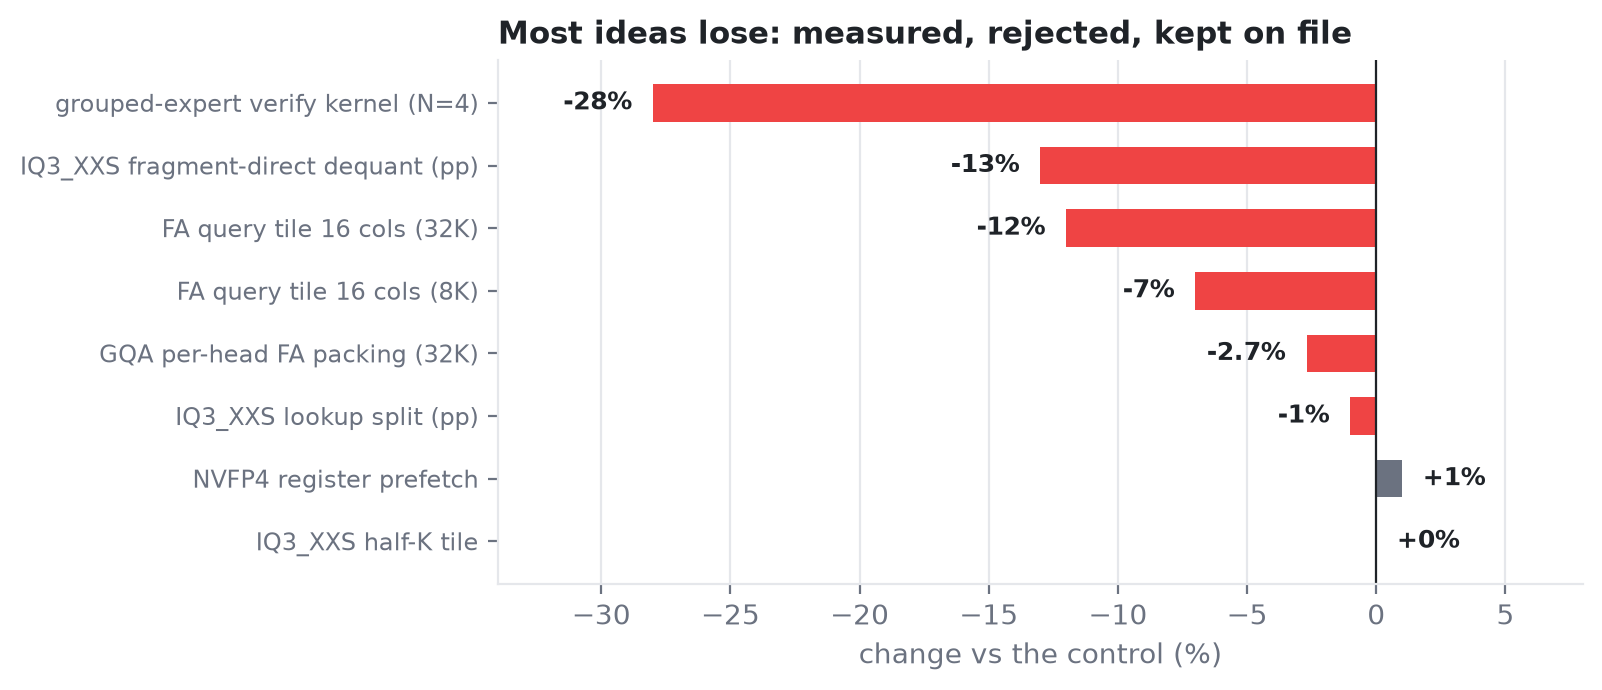 Most ideas lose: measured, rejected, kept on file
grouped-expert verify kernel (N=4)
-28%
IQ3_XXS fragment-direct dequant (pp)
-13%
FA query tile 16 cols (32K)
-12%
FA query tile 16 cols (8K)
-7%
GQA per-head FA packing (32K)
-2.7%
IQ3_XXS lookup split (pp)
-1%
NVFP4 register prefetch
+1%
IQ3_XXS half-K tile
+0%
−30 −25 −20 −15 −10 −5 0 5
change vs the control (%)